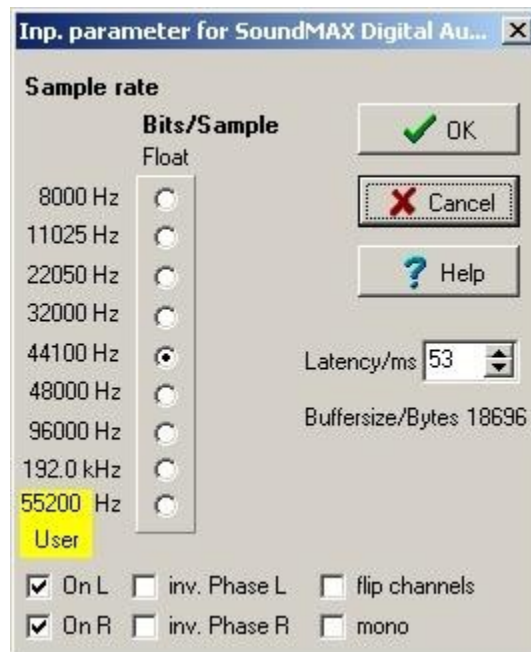 Inp. parameter for SoundMAX Digital Au...
Sample rate
Bits/Sample
Float
OK
8000 Hz
Cancel
11025 Hz
22050 Hz
Help
32000 Hz
44100 Hz
Latency/ms 53
48000 Hz
Buffersize/Bytes 18696
96000 Hz
192.0 kHz
55200 Hz
User
On L inv. Phase L flip channels
On R inv. Phase R mono